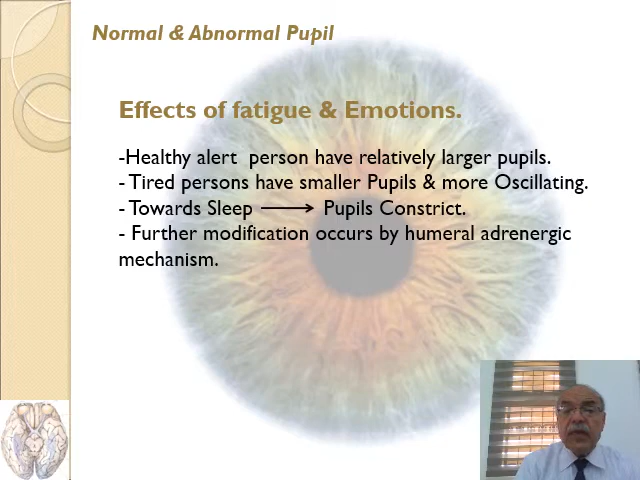 Normal & Abnormal Pupil
Effects of fatigue & Emotions.
-Healthy alert person have relatively larger pupils.
- Tired persons have smaller Pupils & more Oscillating.
- Towards Sleep → Pupils Constrict.
- Further modification occurs by humeral adrenergic
mechanism.